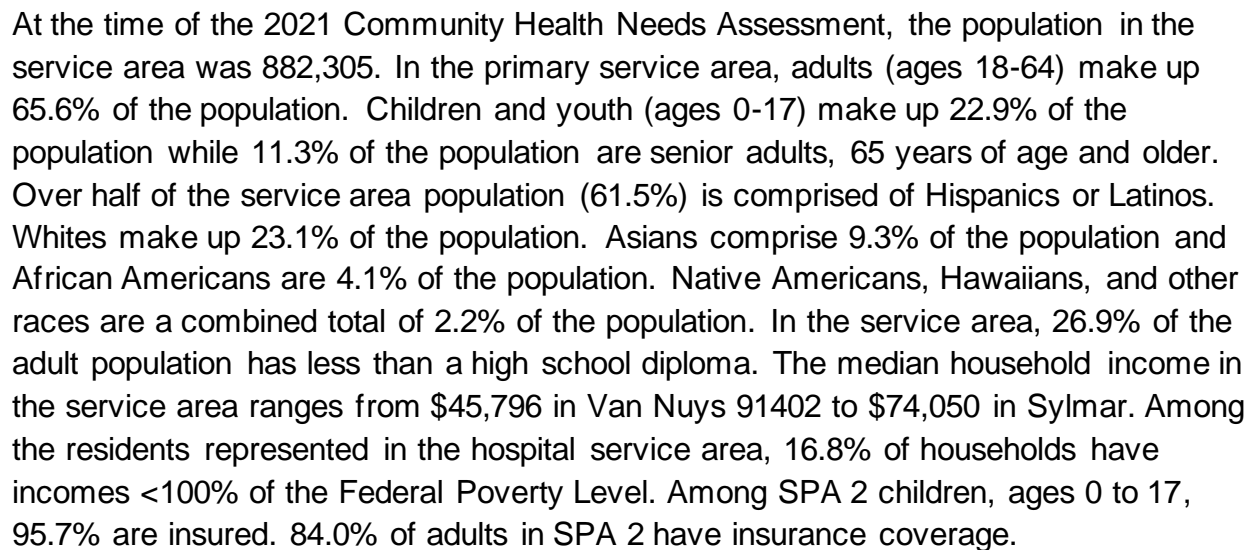 At the time of the 2021 Community Health Needs Assessment, the population in the
service area was 882,305. In the primary service area, adults (ages 18-64) make up
65.6% of the population. Children and youth (ages 0-17) make up 22.9% of the
population while 11.3% of the population are senior adults, 65 years of age and older.
Over half of the service area population (61.5%) is comprised of Hispanics or Latinos.
Whites make up 23.1% of the population. Asians comprise 9.3% of the population and
African Americans are 4.1% of the population. Native Americans, Hawaiians, and other
races are a combined total of 2.2% of the population. In the service area, 26.9% of the
adult population has less than a high school diploma. The median household income in
the service area ranges from $45,796 in Van Nuys 91402 to $74,050 in Sylmar. Among
the residents represented in the hospital service area, 16.8% of households have
incomes <100% of the Federal Poverty Level. Among SPA 2 children, ages 0 to 17,
95.7% are insured. 84.0% of adults in SPA 2 have insurance coverage.